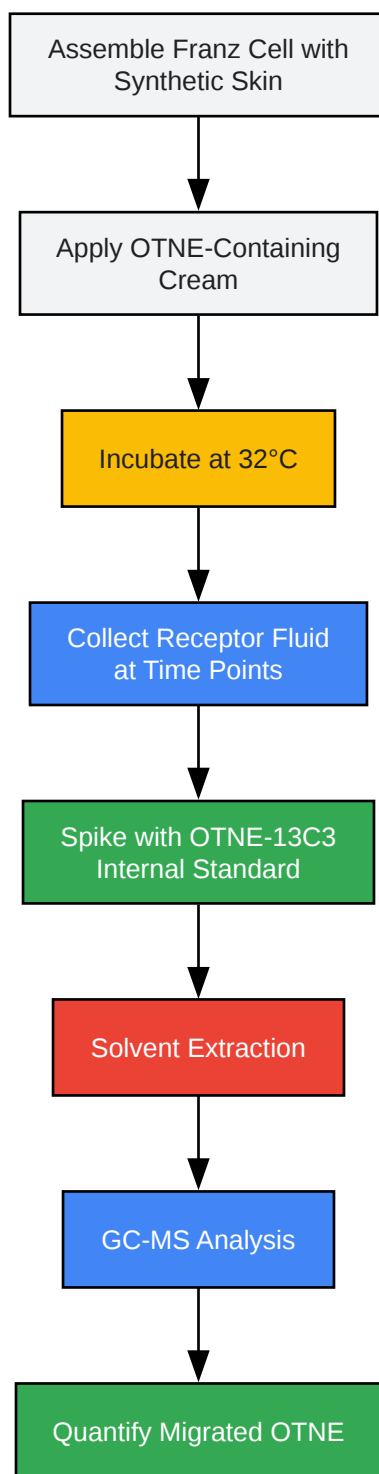 Assemble Franz Cell with
Synthetic Skin
Apply OTNE-Containing
Cream
Incubate at 32°C
Collect Receptor Fluid
at Time Points
Spike with OTNE-13C3
Internal Standard
Solvent Extraction
GC-MS Analysis
Quantify Migrated OTNE